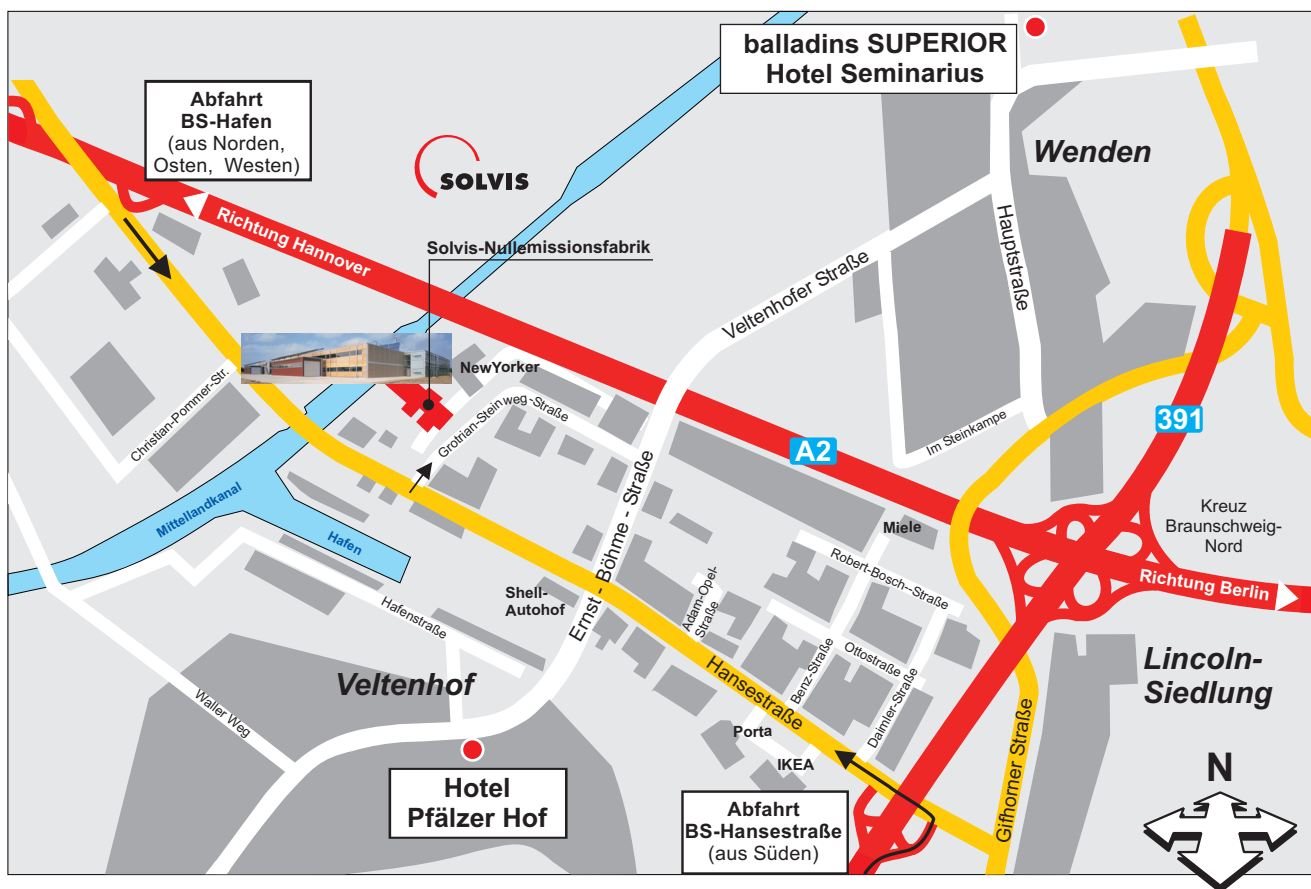 balladins SUPERIOR
Hotel Seminarius
Abfahrt
BS-Hafen
(aus Norden,
Osten, Westen)
Wenden
SOLVIS
Richtung Hannover
Solvis-Nullemissionsfabrik
Hauptstraße
Veltenhofer Straße
NewYorker
Christian-Pommer-Str.
Grotrian-Steinweg-Straße
Im Steinkampe
391
A2
Mittellandkanal
Hafen
Ernst - Böhme - Straße
Miele
Kreuz
Braunschweig-
Nord
Robert-Bosch--Straße
Richtung Berlin
Shell-
Autohof
Hafenstraße
Adam-Opel-
Straße
Ottostraße
Benz-Straße
Daimler-Straße
Hansestraße
Veltenhof
Lincoln-
Siedlung
Waller Weg
Porta
IKEA
Gifhorner Straße
N
Hotel
Pfälzer Hof
Abfahrt
BS-Hansestraße
(aus Süden)